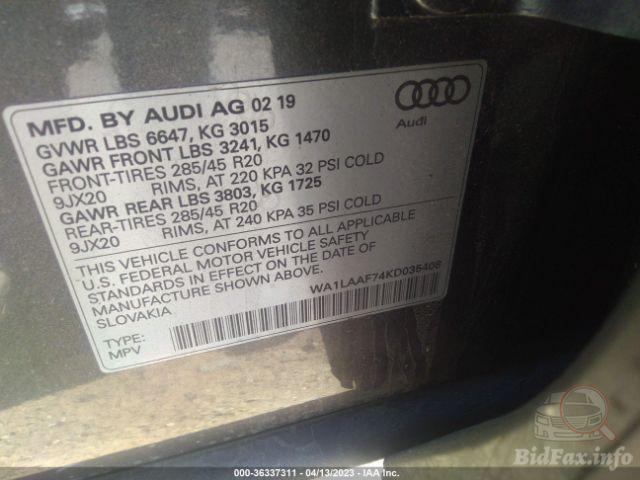 MFD. BY AUDI AG 02 19
GVWR LBS 6647, KG 3015
GAWR FRONT LBS 3241, KG 1470
FRONT-TIRES 285/45 R20
9JX20 RIMS, AT 220 KPA 32 PSI COLD
GAWR REAR LBS 3803, KG 1725
REAR-TIRES 285/45 R20
9JX20 RIMS, AT 240 KPA 35 PSI COLD
THIS VEHICLE CONFORMS TO ALL APPLICABLE
U.S. FEDERAL MOTOR VEHICLE SAFETY
STANDARDS IN EFFECT ON THE DATE OF
MANUFACTURE SHOWN ABOVE.
SLOVAKIA
WA1LAAF74KD035408
TYPE:
MPV
Audi
BidFax.info
000-36337311 - 04/13/2023 - IAA Inc.